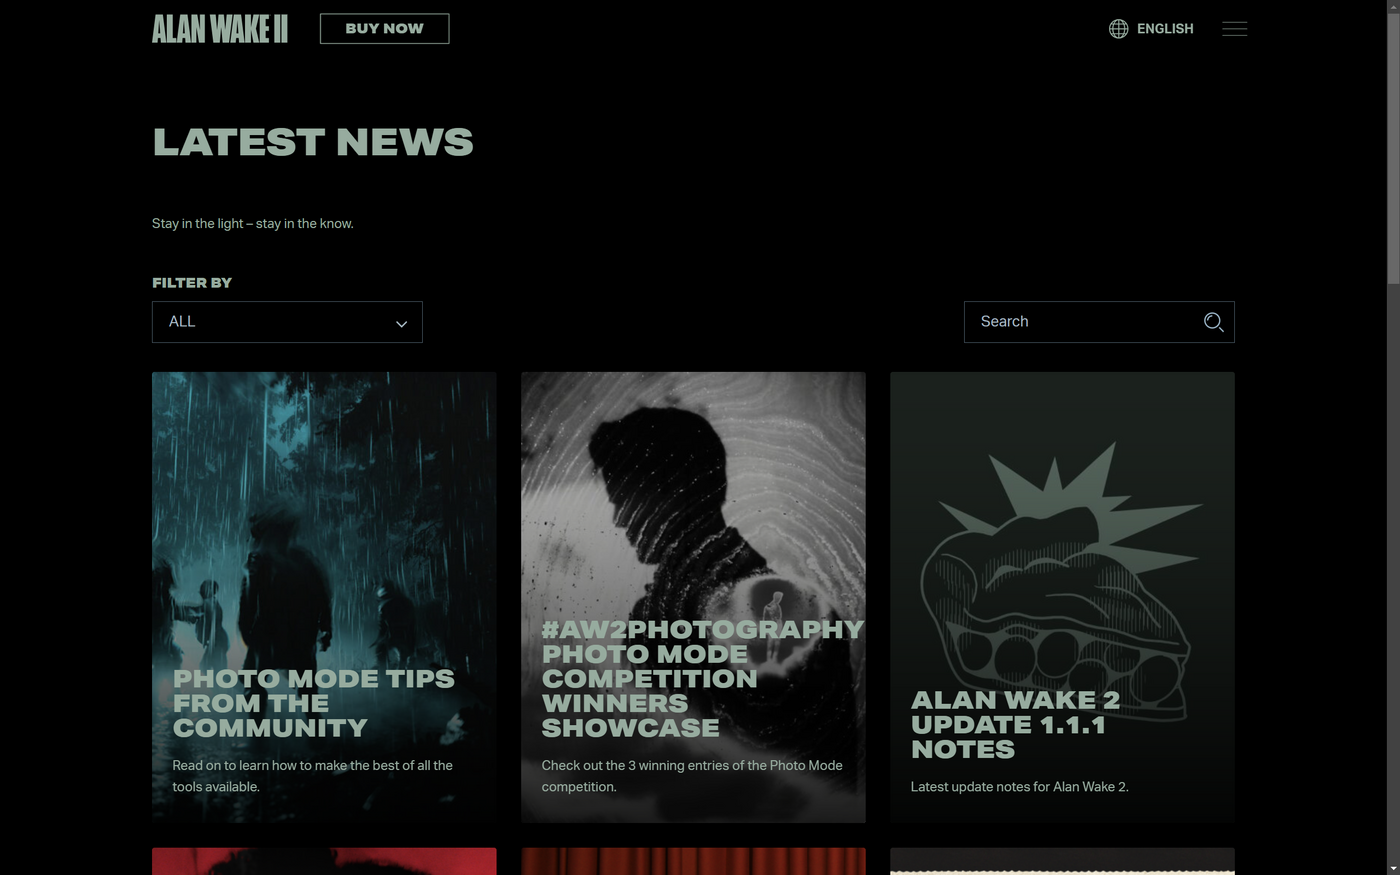 ALAN WAKE II
BUY NOW
ENGLISH
LATEST NEWS
Stay in the light – stay in the know.
FILTER BY
ALL
Search
PHOTO MODE TIPS
FROM THE
COMMUNITY
Read on to learn how to make the best of all the
tools available.
#AW2PHOTOGRAPHY
PHOTO MODE
COMPETITION
WINNERS
SHOWCASE
Check out the 3 winning entries of the Photo Mode
competition.
ALAN WAKE 2
UPDATE 1.1.1
NOTES
Latest update notes for Alan Wake 2.